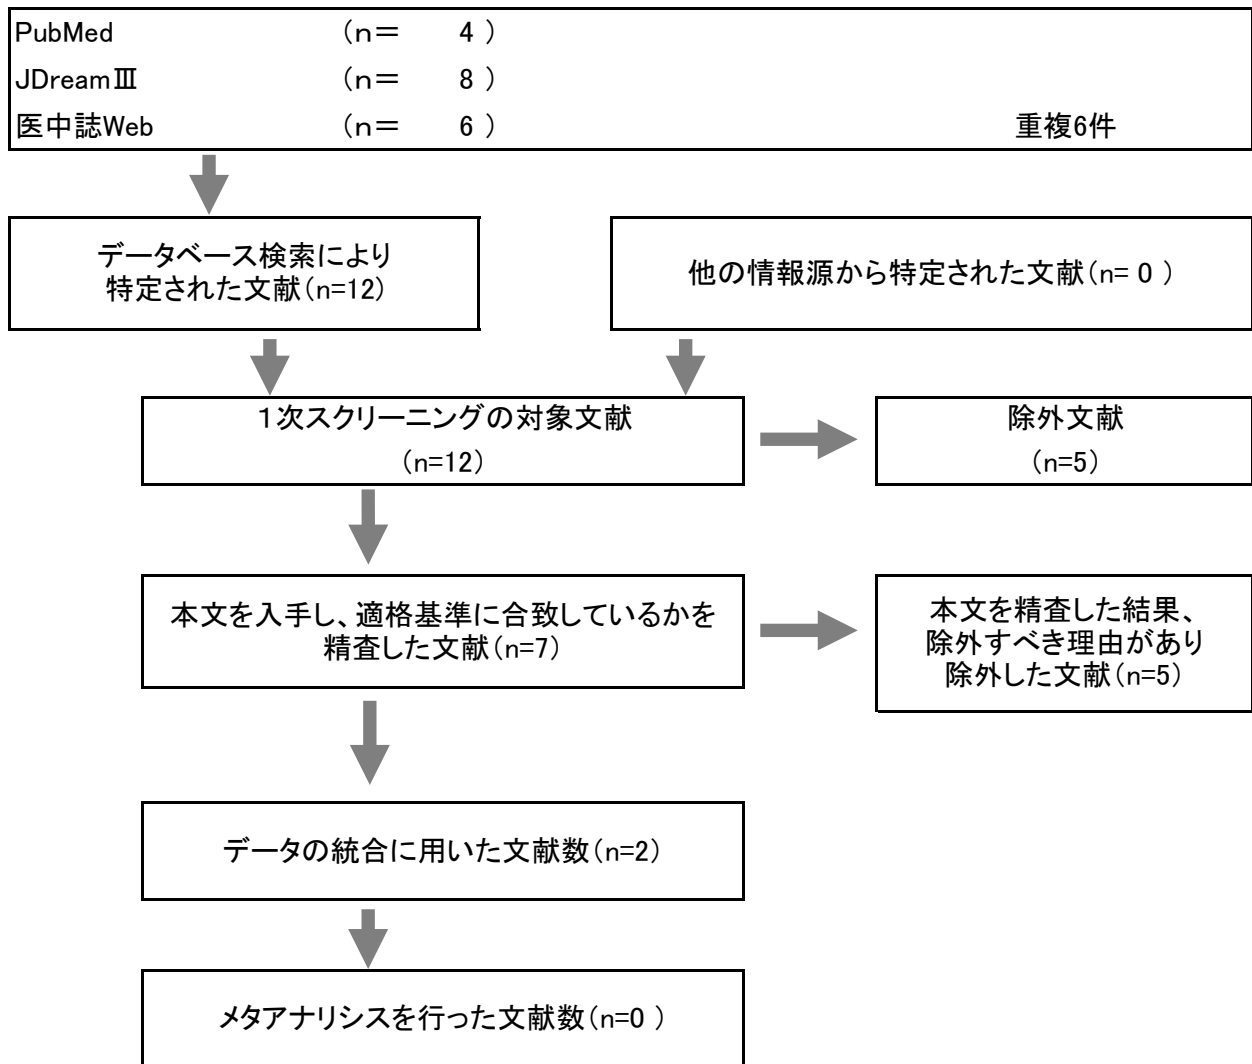 PubMed (n＝ 4 )
JDreamⅢ (n＝ 8 )
医中誌Web (n＝ 6 ) 重複6件
データベース検索により
特定された文献(n=12)
他の情報源から特定された文献(n= 0 )
１次スクリーニングの対象文献
(n=12)
除外文献
(n=5)
本文を入手し、適格基準に合致しているかを
精査した文献(n=7)
本文を精査した結果、
除外すべき理由があり
除外した文献(n=5)
データの統合に用いた文献数(n=2)
メタアナリシスを行った文献数(n=0 )